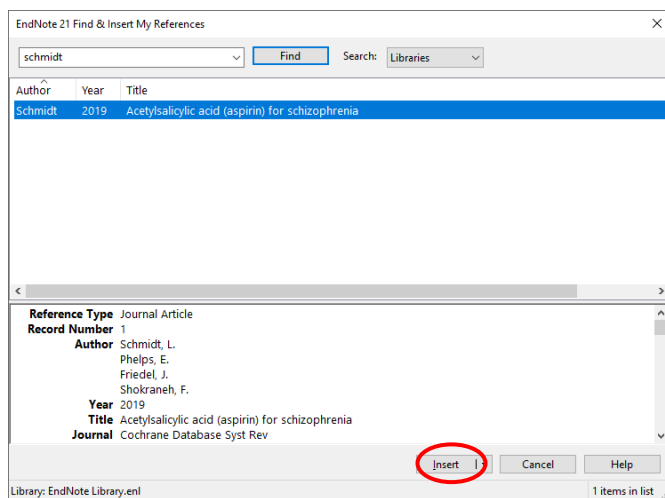 EndNote 21 Find & Insert My References
schmidt Find Search: Libraries
Author Year Title
Schmidt 2019 Acetylsalicylic acid (aspirin) for schizophrenia
Reference Type Journal Article
Record Number 1
Author Schmidt, L.
Phelps, E.
Friedel, J.
Shokraneh, F.
Year 2019
Title Acetylsalicylic acid (aspirin) for schizophrenia
Journal Cochrane Database Syst Rev
Insert Cancel Help
Library: EndNote Library.enl 1 items in list